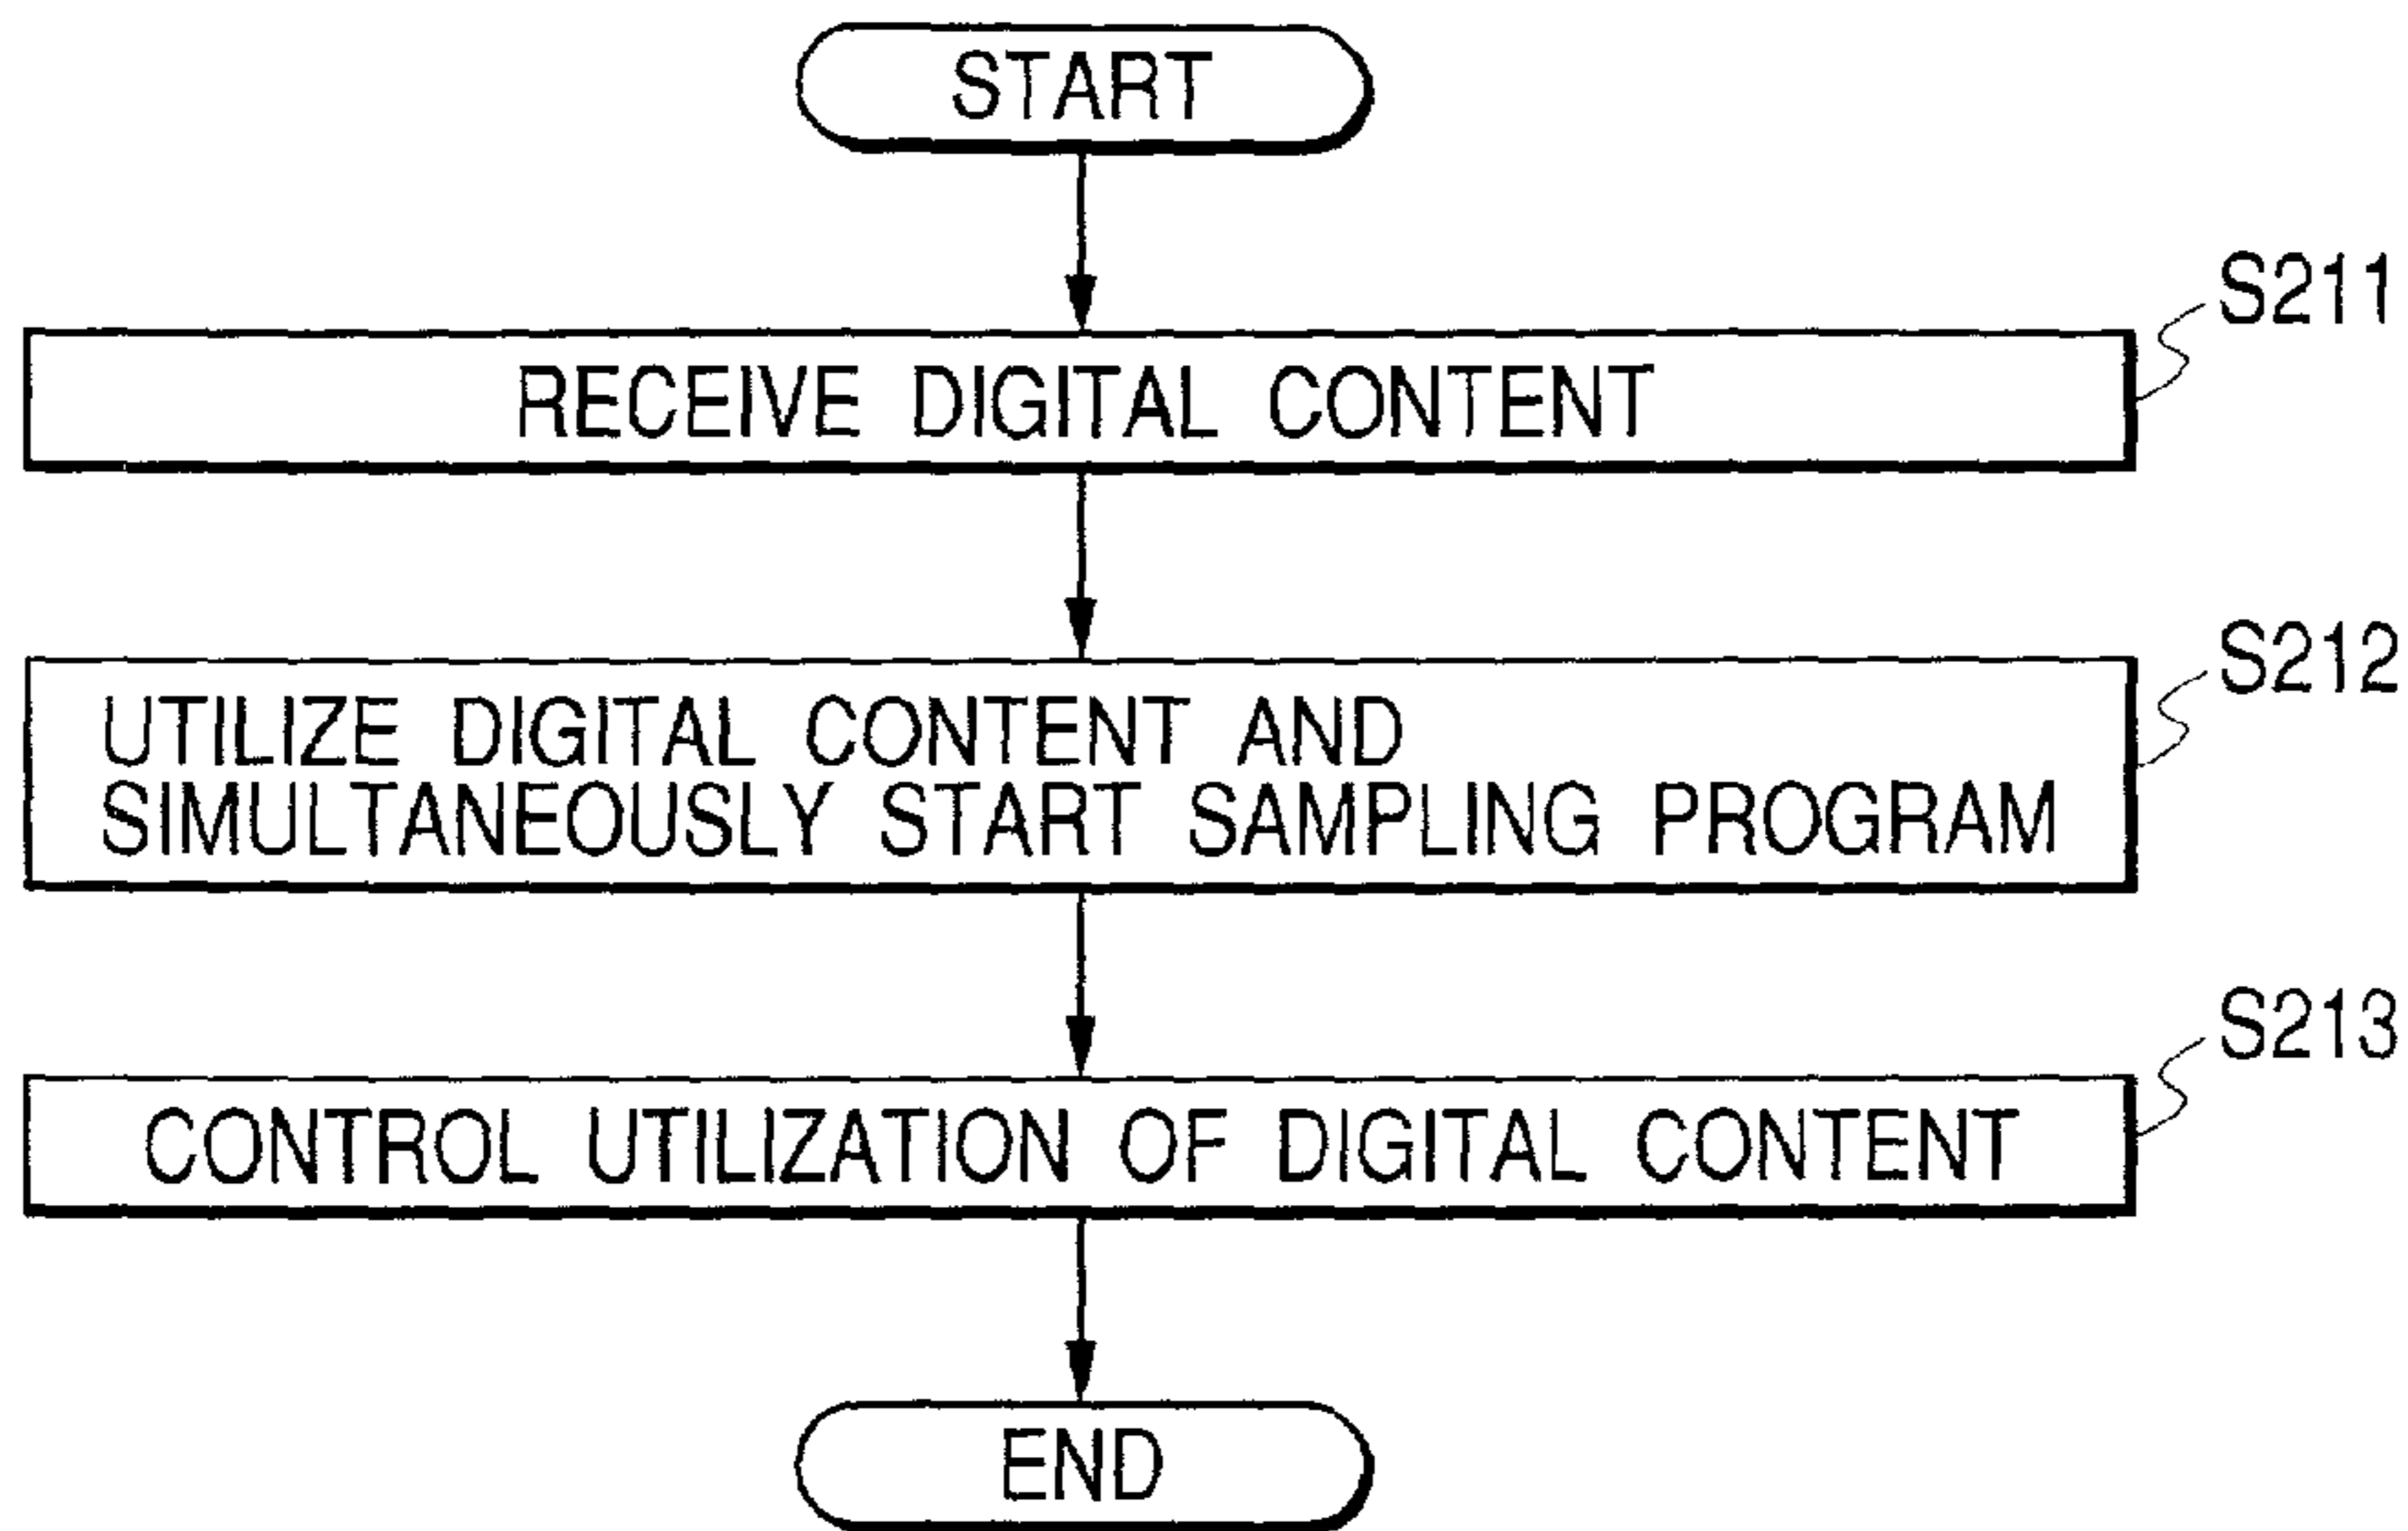 START
S211
RECEIVE DIGITAL CONTENT
S212
UTILIZE DIGITAL CONTENT AND
SIMULTANEOUSLY START SAMPLING PROGRAM
S213
CONTROL UTILIZATION OF DIGITAL CONTENT
END